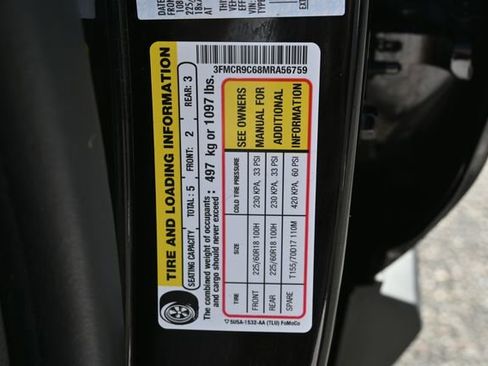 3FMCR9C68MRA56759
TIRE AND LOADING INFORMATION
SEATING CAPACITY TOTAL : 5 FRONT: 2 REAR: 3
The combined weight of occupants
and cargo should never exceed : 497 kg or 1097 lbs.
TIRE SIZE COLD TIRE PRESSURE
FRONT 225/60R18 100H 230 KPA, 33 PSI
REAR 225/60R18 100H 230 KPA, 33 PSI
SPARE T155/70D17 110M 420 KPA, 60 PSI
SEE OWNERS
MANUAL FOR
ADDITIONAL
INFORMATION
5U5A-1532-AA (TLU) FoMoCo